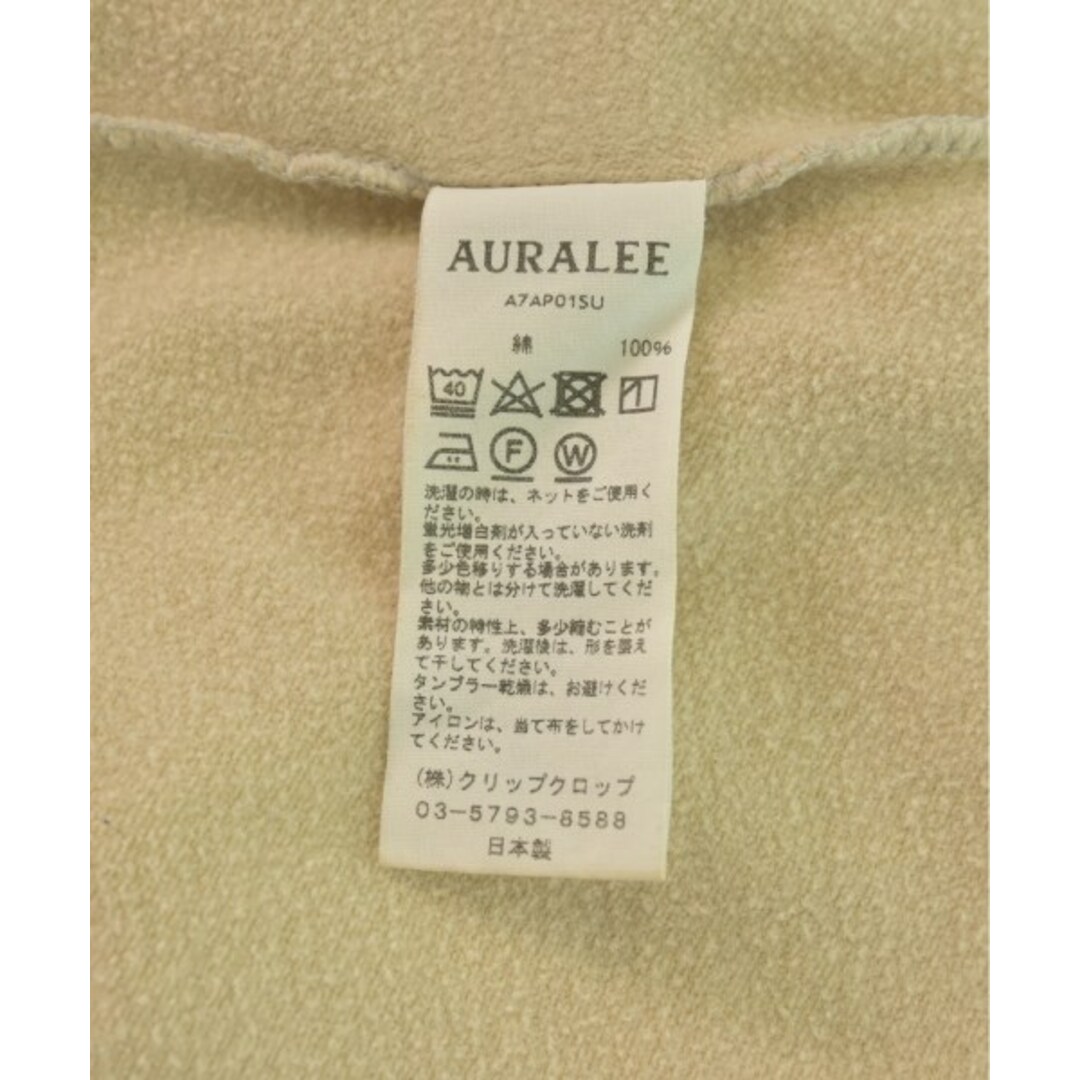 AURALEE
A7AP01SU
綿 100%
40
F W
洗濯の時は、ネットをご使用く
ださい。
蛍光増白剤が入っていない洗剤
をご使用ください。
多少色移りする場合があります。
他の物とは分けて洗濯してくだ
さい。
素材の特性上、多少縮むことが
あります。洗濯後は、形を整え
て干してください。
タンブラー乾燥は、お避けくだ
さい。
アイロンは、当て布をしてかけ
てください。
(株)クリップクロップ
03-5793-8588
日本製